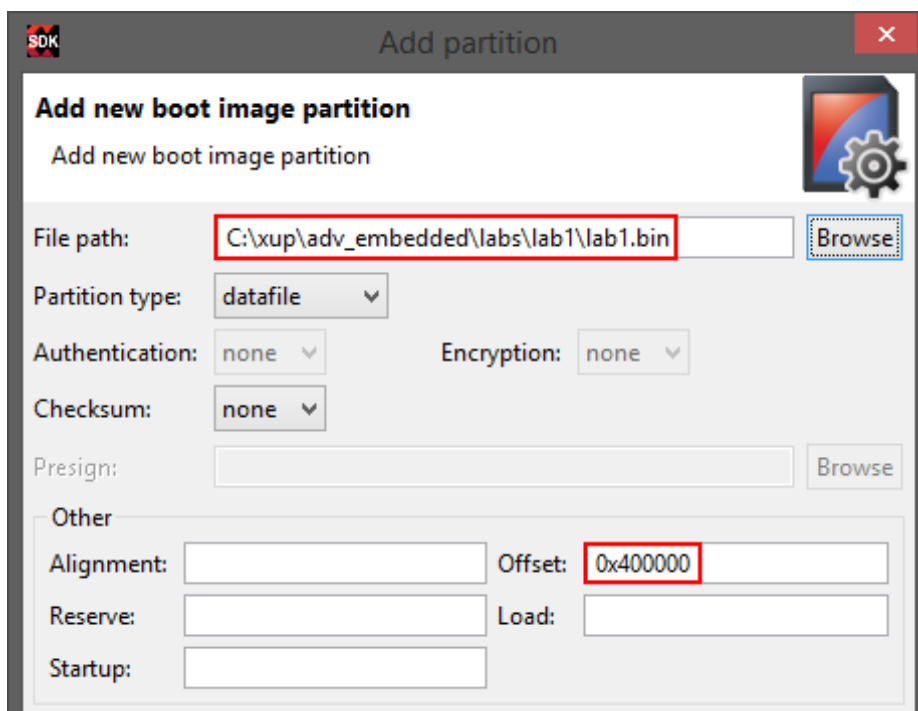 SDK
Add partition
Add new boot image partition
Add new boot image partition
File path: C:\xup\adv_embedded\labs\lab1\lab1.bin Browse
Partition type: datafile
Authentication: none Encryption: none
Checksum: none
Presign: Browse
Other
Alignment: Offset: 0x400000
Reserve: Load:
Startup: